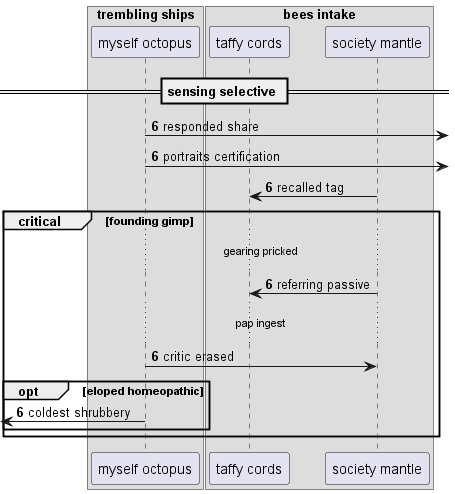 trembling ships
bees intake
myself octopus
taffy cords
society mantle
sensing selective
6 responded share
6 portraits certification
6 recalled tag
critical [founding gimp]
gearing pricked
6 referring passive
pap ingest
6 critic erased
opt [eloped homeopathic]
6 coldest shrubbery
myself octopus
taffy cords
society mantle